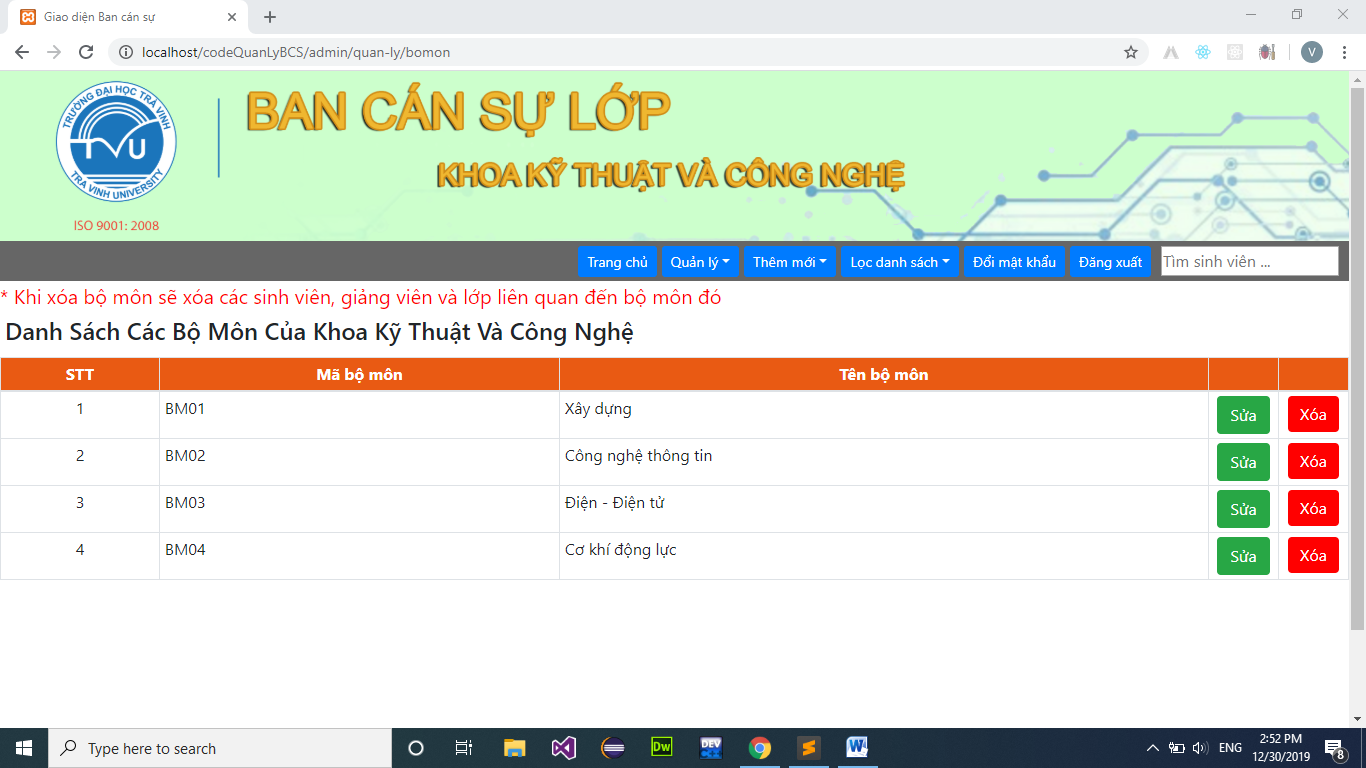 Giao diện Ban cán sự
localhost/codeQuanLyBCS/admin/quan-ly/bomon
V
TRƯỜNG ĐẠI HỌC TRÀ VINH
TVU
TRA VINH UNIVERSITY
ISO 9001: 2008
BAN CÁN SỰ LỚP
KHOA KỸ THUẬT VÀ CÔNG NGHỆ
Trang chủ Quản lý Thêm mới Lọc danh sách Đổi mật khẩu Đăng xuất Tìm sinh viên ...
* Khi xóa bộ môn sẽ xóa các sinh viên, giảng viên và lớp liên quan đến bộ môn đó
Danh Sách Các Bộ Môn Của Khoa Kỹ Thuật Và Công Nghệ
STT Mã bộ môn Tên bộ môn
1 BM01 Xây dựng Sửa Xóa
2 BM02 Công nghệ thông tin Sửa Xóa
3 BM03 Điện - Điện tử Sửa Xóa
4 BM04 Cơ khí động lực Sửa Xóa
Type here to search
Dw
DEV
ENG
2:52 PM
12/30/2019
8